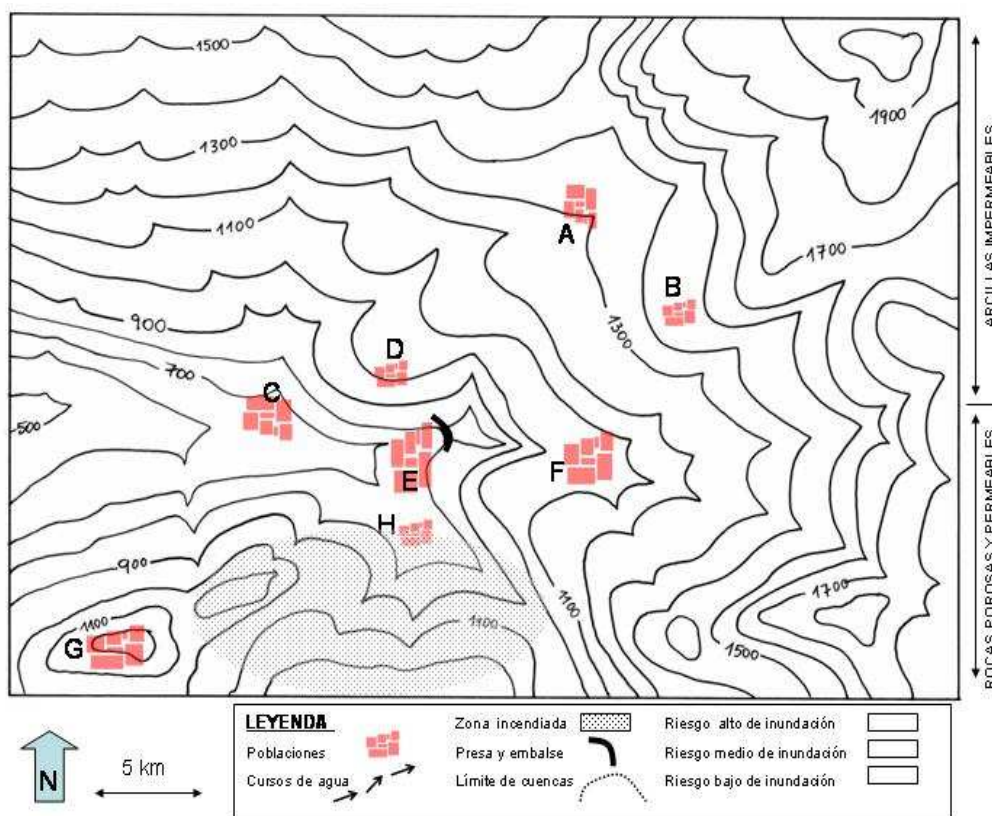 1500
1900
1300
A
1100
1700
B
1300
900
D
700
C
500
F
E
H
900
1100
1700
1100
1100
G
1500
ARCILLAS IMPERMEABLES
ROCAS POROSAS Y PERMEABLES
N
5 km
LEYENDA
Poblaciones
Cursos de agua
Zona incendiada
Presa y embalse
Límite de cuencas
Riesgo alto de inundación
Riesgo medio de inundación
Riesgo bajo de inundación